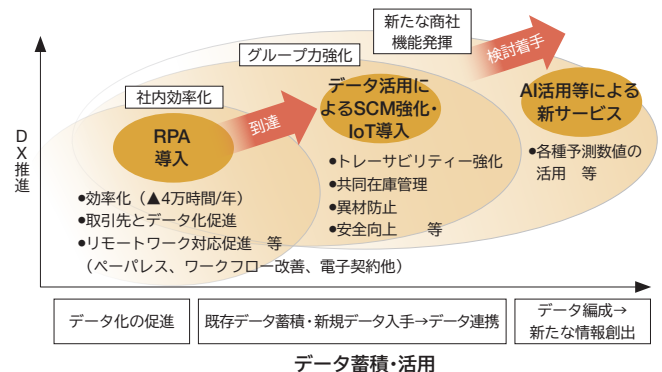 新たな商社
機能発揮
検討着手
グループ力強化
社内効率化
データ活用に
よるSCM強化・
IoT導入
AI活用等による
新サービス
到達
RPA
導入
DX推進
●トレーサビリティー強化
●共同在庫管理
●異材防止
●安全向上　等
●各種予測数値の
活用　等
●効率化（▲4万時間/年）
●取引先とデータ化促進
●リモートワーク対応促進　等
（ペーパレス、ワークフロー改善、電子契約他）
データ化の促進
既存データ蓄積・新規データ入手→データ連携
データ編成→
新たな情報創出
データ蓄積・活用